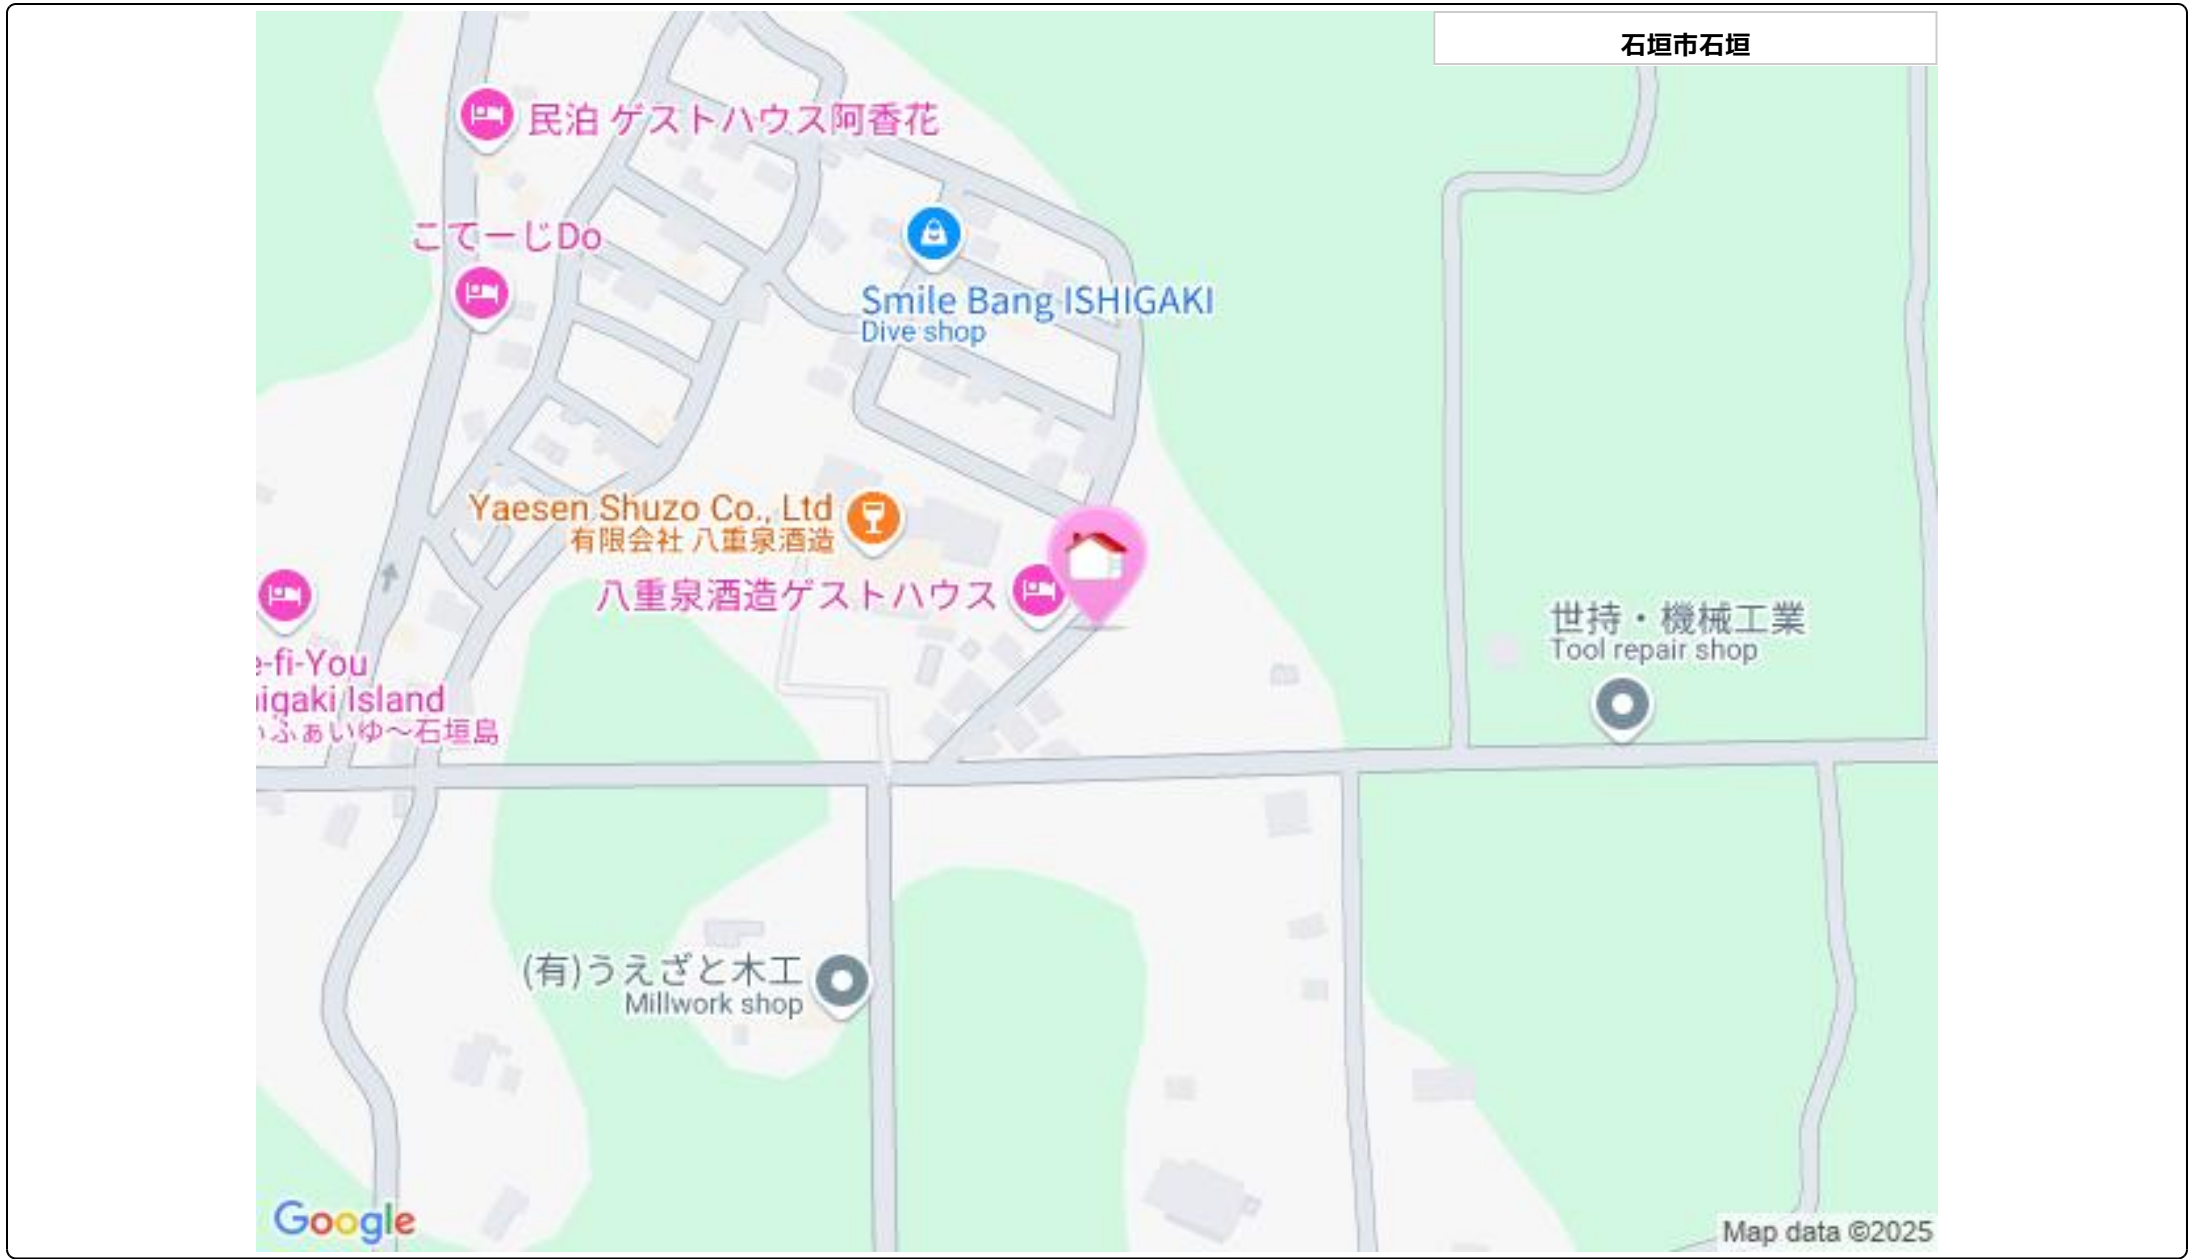 石垣市石垣
民泊 ゲストハウス阿香花
こてーじDo
Smile Bang ISHIGAKI
Dive shop
Yaesen Shuzo Co., Ltd
有限会社 八重泉酒造
八重泉酒造ゲストハウス
世持・機械工業
Tool repair shop
e-fi-You
igaki Island
ふぁいゆ〜石垣島
(有)うえざと木工
Millwork shop
Google
Map data ©2025